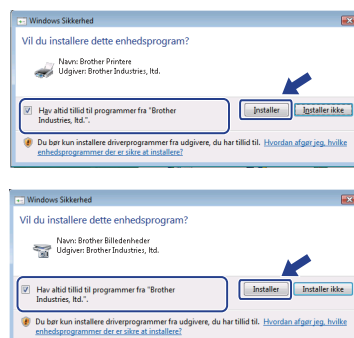 Windows Sikkerhed
Vil du installere dette enhedsprogram?
Navn: Brother Printere
Udgiver: Brother Industries, ltd.
Hav altid tillid til programmer fra "Brother
Industries, ltd.".
Installer
Installer ikke
Du bør kun installere driverprogrammer fra udgivere, du har tillid til. Hvordan afgør jeg, hvilke
enhedsprogrammer der er sikre at installere?
Windows Sikkerhed
Vil du installere dette enhedsprogram?
Navn: Brother Billedenheder
Udgiver: Brother Industries, ltd.
Hav altid tillid til programmer fra "Brother
Industries, ltd.".
Installer
Installer ikke
Du bør kun installere driverprogrammer fra udgivere, du har tillid til. Hvordan afgør jeg, hvilke
enhedsprogrammer der er sikre at installere?